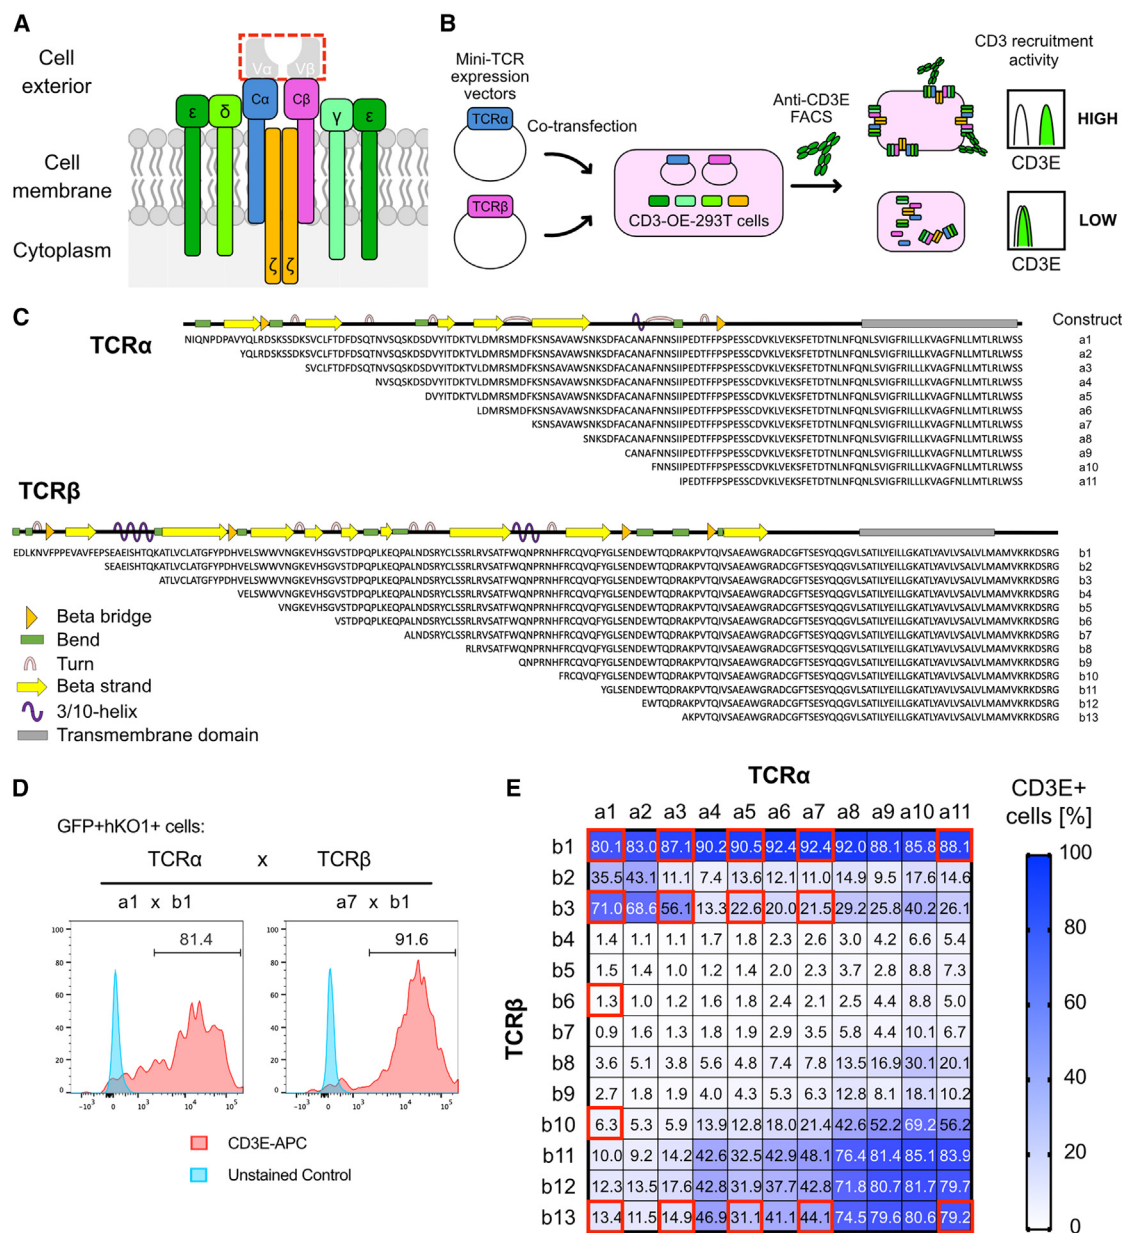 A
Cell exterior
Cell membrane
Cytoplasm
Vα Vβ
Cα Cβ
ε δ γ ε
ζ ζ
B
Mini-TCR expression vectors
TCRα
TCRβ
Co-transfection
CD3-OE-293T cells
Anti-CD3E FACS
CD3 recruitment activity
HIGH
CD3E
LOW
CD3E
C
TCRα
Construct
NIQNPDPAVYQLRDSKSSDKSVCLFTDFDSQTNVSQSKDSDVYITDKTVLDMRSMDFKSNSAVAWSNKSDFACANAFNNSIIPEDTFFPSPESSCDVKLVEKSFETDTNLNFQNLSVIGFRILLLKVAGFNLLMTLRLWSS a1
YQLRDSKSSDKSVCLFTDFDSQTNVSQSKDSDVYITDKTVLDMRSMDFKSNSAVAWSNKSDFACANAFNNSIIPEDTFFPSPESSCDVKLVEKSFETDTNLNFQNLSVIGFRILLLKVAGFNLLMTLRLWSS a2
SVCLFTDFDSQTNVSQSKDSDVYITDKTVLDMRSMDFKSNSAVAWSNKSDFACANAFNNSIIPEDTFFPSPESSCDVKLVEKSFETDTNLNFQNLSVIGFRILLLKVAGFNLLMTLRLWSS a3
NVSQSKDSDVYITDKTVLDMRSMDFKSNSAVAWSNKSDFACANAFNNSIIPEDTFFPSPESSCDVKLVEKSFETDTNLNFQNLSVIGFRILLLKVAGFNLLMTLRLWSS a4
DVYITDKTVLDMRSMDFKSNSAVAWSNKSDFACANAFNNSIIPEDTFFPSPESSCDVKLVEKSFETDTNLNFQNLSVIGFRILLLKVAGFNLLMTLRLWSS a5
LDMRSMDFKSNSAVAWSNKSDFACANAFNNSIIPEDTFFPSPESSCDVKLVEKSFETDTNLNFQNLSVIGFRILLLKVAGFNLLMTLRLWSS a6
KSNSAVAWSNKSDFACANAFNNSIIPEDTFFPSPESSCDVKLVEKSFETDTNLNFQNLSVIGFRILLLKVAGFNLLMTLRLWSS a7
SNKSDFACANAFNNSIIPEDTFFPSPESSCDVKLVEKSFETDTNLNFQNLSVIGFRILLLKVAGFNLLMTLRLWSS a8
CANAFNNSIIPEDTFFPSPESSCDVKLVEKSFETDTNLNFQNLSVIGFRILLLKVAGFNLLMTLRLWSS a9
FNNSIIPEDTFFPSPESSCDVKLVEKSFETDTNLNFQNLSVIGFRILLLKVAGFNLLMTLRLWSS a10
IPEDTFFPSPESSCDVKLVEKSFETDTNLNFQNLSVIGFRILLLKVAGFNLLMTLRLWSS a11
TCRβ
EDLKNVFPPEVAVFEPSEAEISHTQKATLVCLATGFYPDHVELSWWVNGKEVHSGVSTDPQPLKEQPALNDSRYCLSSRLRVSATFWQNPRNHFRCQVQFYGLSENDEWTQDRAKPVTQIVSAEAWGRADCGFTSESYQQGVLSATILYEILLGKATLYAVLVSALVLMAMVKRKDSRG b1
SEAEISHTQKATLVCLATGFYPDHVELSWWVNGKEVHSGVSTDPQPLKEQPALNDSRYCLSSRLRVSATFWQNPRNHFRCQVQFYGLSENDEWTQDRAKPVTQIVSAEAWGRADCGFTSESYQQGVLSATILYEILLGKATLYAVLVSALVLMAMVKRKDSRG b2
ATLVCLATGFYPDHVELSWWVNGKEVHSGVSTDPQPLKEQPALNDSRYCLSSRLRVSATFWQNPRNHFRCQVQFYGLSENDEWTQDRAKPVTQIVSAEAWGRADCGFTSESYQQGVLSATILYEILLGKATLYAVLVSALVLMAMVKRKDSRG b3
VELSWWVNGKEVHSGVSTDPQPLKEQPALNDSRYCLSSRLRVSATFWQNPRNHFRCQVQFYGLSENDEWTQDRAKPVTQIVSAEAWGRADCGFTSESYQQGVLSATILYEILLGKATLYAVLVSALVLMAMVKRKDSRG b4
VNGKEVHSGVSTDPQPLKEQPALNDSRYCLSSRLRVSATFWQNPRNHFRCQVQFYGLSENDEWTQDRAKPVTQIVSAEAWGRADCGFTSESYQQGVLSATILYEILLGKATLYAVLVSALVLMAMVKRKDSRG b5
VSTDPQPLKEQPALNDSRYCLSSRLRVSATFWQNPRNHFRCQVQFYGLSENDEWTQDRAKPVTQIVSAEAWGRADCGFTSESYQQGVLSATILYEILLGKATLYAVLVSALVLMAMVKRKDSRG b6
ALNDSRYCLSSRLRVSATFWQNPRNHFRCQVQFYGLSENDEWTQDRAKPVTQIVSAEAWGRADCGFTSESYQQGVLSATILYEILLGKATLYAVLVSALVLMAMVKRKDSRG b7
RLRVSATFWQNPRNHFRCQVQFYGLSENDEWTQDRAKPVTQIVSAEAWGRADCGFTSESYQQGVLSATILYEILLGKATLYAVLVSALVLMAMVKRKDSRG b8
QNPRNHFRCQVQFYGLSENDEWTQDRAKPVTQIVSAEAWGRADCGFTSESYQQGVLSATILYEILLGKATLYAVLVSALVLMAMVKRKDSRG b9
FRCQVQFYGLSENDEWTQDRAKPVTQIVSAEAWGRADCGFTSESYQQGVLSATILYEILLGKATLYAVLVSALVLMAMVKRKDSRG b10
YGLSENDEWTQDRAKPVTQIVSAEAWGRADCGFTSESYQQGVLSATILYEILLGKATLYAVLVSALVLMAMVKRKDSRG b11
EWTQDRAKPVTQIVSAEAWGRADCGFTSESYQQGVLSATILYEILLGKATLYAVLVSALVLMAMVKRKDSRG b12
AKPVTQIVSAEAWGRADCGFTSESYQQGVLSATILYEILLGKATLYAVLVSALVLMAMVKRKDSRG b13
Beta bridge
Bend
Turn
Beta strand
3/10-helix
Transmembrane domain
D
GFP+hKO1+ cells:
TCRα x TCRβ
a1 x b1
a7 x b1
81.4
91.6
100 80 60 40 20 0
-10³ 0 10³ 10⁴ 10⁵
100 80 60 40 20 0
-10³ 0 10³ 10⁴ 10⁵
CD3E-APC
Unstained Control
E
TCRα
TCRβ
a1 a2 a3 a4 a5 a6 a7 a8 a9 a10 a11
b1 80.1 83.0 87.1 90.2 90.5 92.4 92.4 92.0 88.1 85.8 88.1
b2 35.5 43.1 11.1 7.4 13.6 12.1 11.0 14.9 9.5 17.6 14.6
b3 71.0 68.6 56.1 13.3 22.6 20.0 21.5 29.2 25.8 40.2 26.1
b4 1.4 1.1 1.1 1.7 1.8 2.3 2.6 3.0 4.2 6.6 5.4
b5 1.5 1.4 1.0 1.2 1.4 2.0 2.3 3.7 2.8 8.8 7.3
b6 1.3 1.0 1.2 1.6 1.8 2.4 2.1 2.5 4.4 8.8 5.0
b7 0.9 1.6 1.3 1.8 1.9 2.9 3.5 5.8 4.4 10.1 6.7
b8 3.6 5.1 3.8 5.6 4.8 7.4 7.8 13.5 16.9 30.1 20.1
b9 2.7 1.8 1.9 4.0 4.3 5.3 6.3 12.8 8.1 18.1 10.2
b10 6.3 5.3 5.9 13.9 12.8 18.0 21.4 42.6 52.2 69.2 56.2
b11 10.0 9.2 14.2 42.6 32.5 42.9 48.1 76.4 81.4 85.1 83.9
b12 12.3 13.5 17.6 42.8 31.9 37.7 42.8 71.8 80.7 81.7 79.7
b13 13.4 11.5 14.9 46.9 31.1 41.1 44.1 74.5 79.6 80.6 79.2
CD3E+ cells [%]
100
80
60
40
20
0